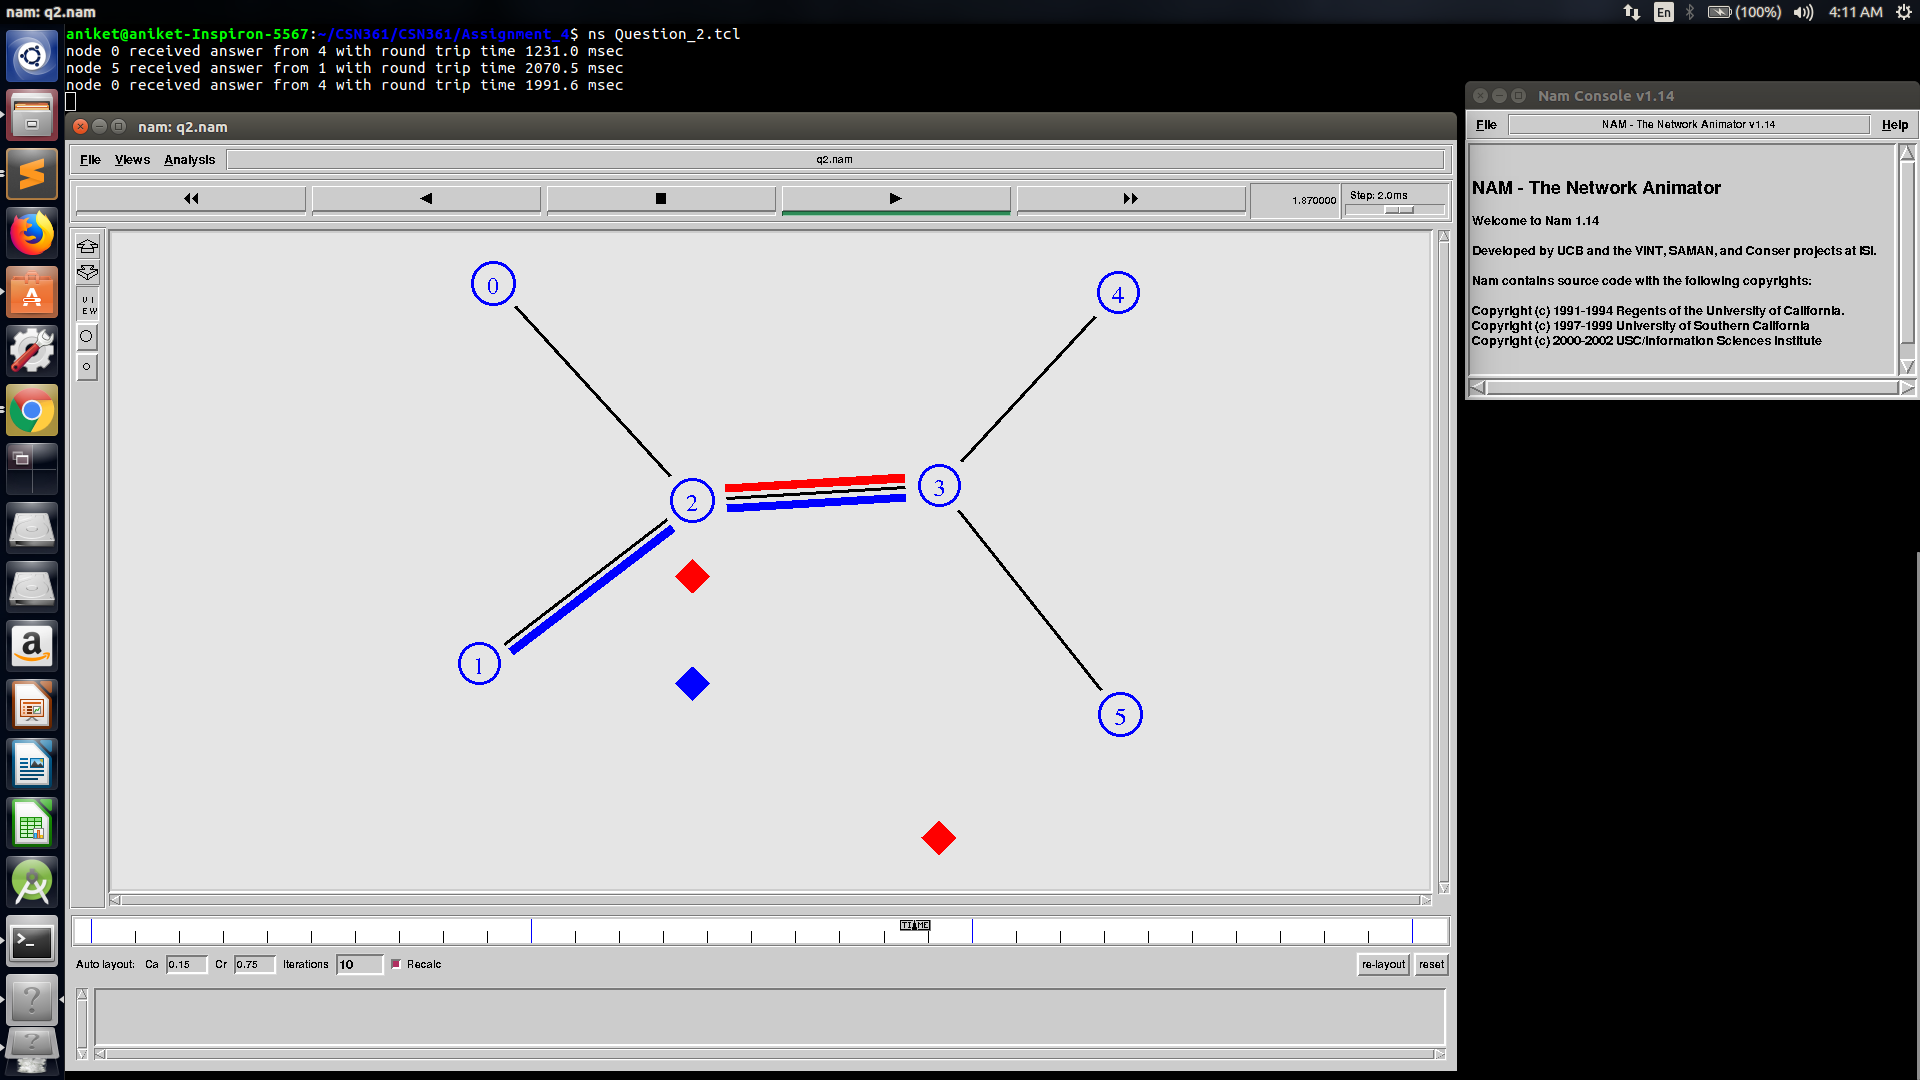 nam: q2.nam
En (100%) 4:11 AM
aniket@aniket-Inspiron-5567:~/CSN361/CSN361/Assignment_4$ ns Question_2.tcl
node 0 received answer from 4 with round trip time 1231.0 msec
node 5 received answer from 1 with round trip time 2070.5 msec
node 0 received answer from 4 with round trip time 1991.6 msec
nam: q2.nam
File Views Analysis q2.nam
1.870000 Step: 2.0ms
VIEW
0
4
2
3
1
5
TIME
Auto layout: Ca 0.15 Cr 0.75 Iterations 10 Recalc re-layout reset
Nam Console v1.14
File NAM - The Network Animator v1.14 Help
NAM - The Network Animator
Welcome to Nam 1.14
Developed by UCB and the VINT, SAMAN, and Conser projects at ISI.
Nam contains source code with the following copyrights:
Copyright (c) 1991-1994 Regents of the University of California.
Copyright (c) 1997-1999 University of Southern California
Copyright (c) 2000-2002 USC/Information Sciences Institute